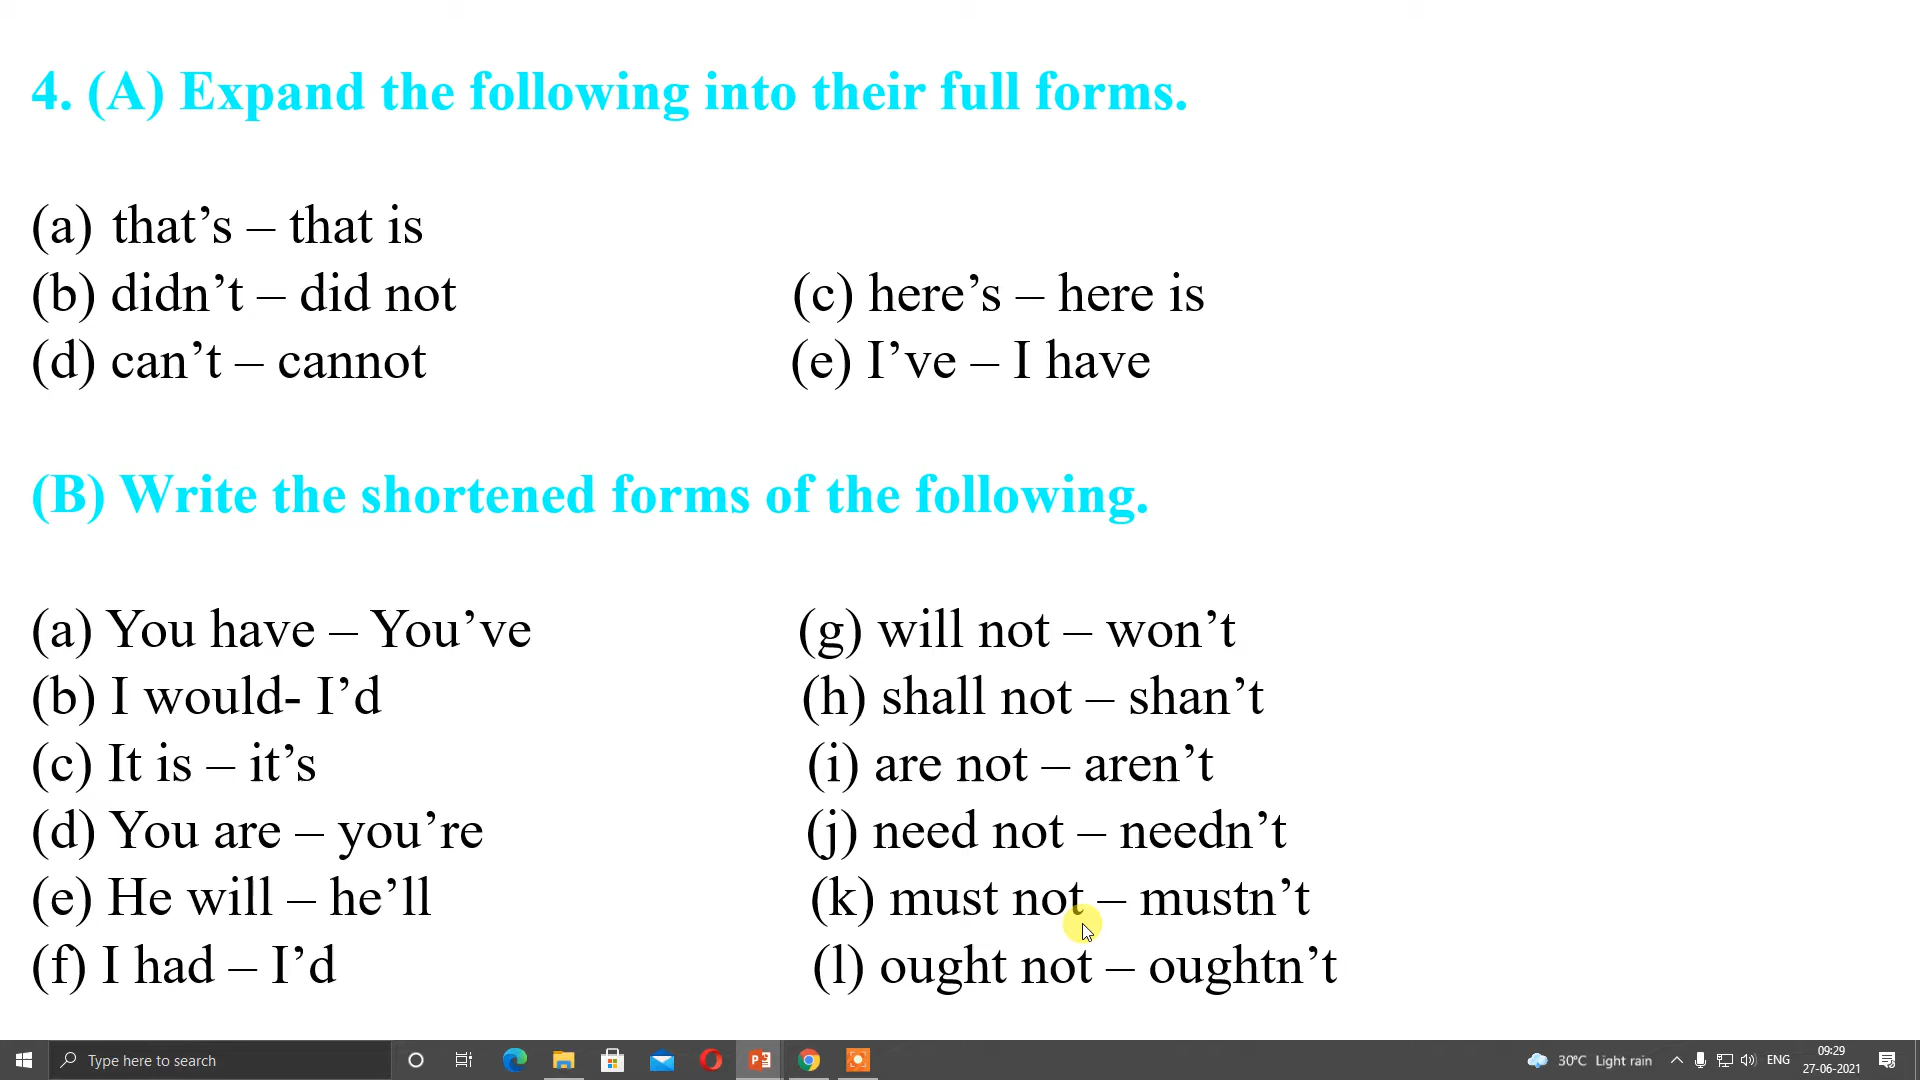 4. (A) Expand the following into their full forms.
(a) that’s – that is
(b) didn’t – did not (c) here’s – here is
(d) can’t – cannot (e) I’ve – I have
(B) Write the shortened forms of the following.
(a) You have – You’ve (g) will not – won’t
(b) I would- I’d (h) shall not – shan’t
(c) It is – it’s (i) are not – aren’t
(d) You are – you’re (j) need not – needn’t
(e) He will – he’ll (k) must not – mustn’t
(f) I had – I’d (l) ought not – oughtn’t
Type here to search 30°C Light rain ENG 09:29
27-06-2021